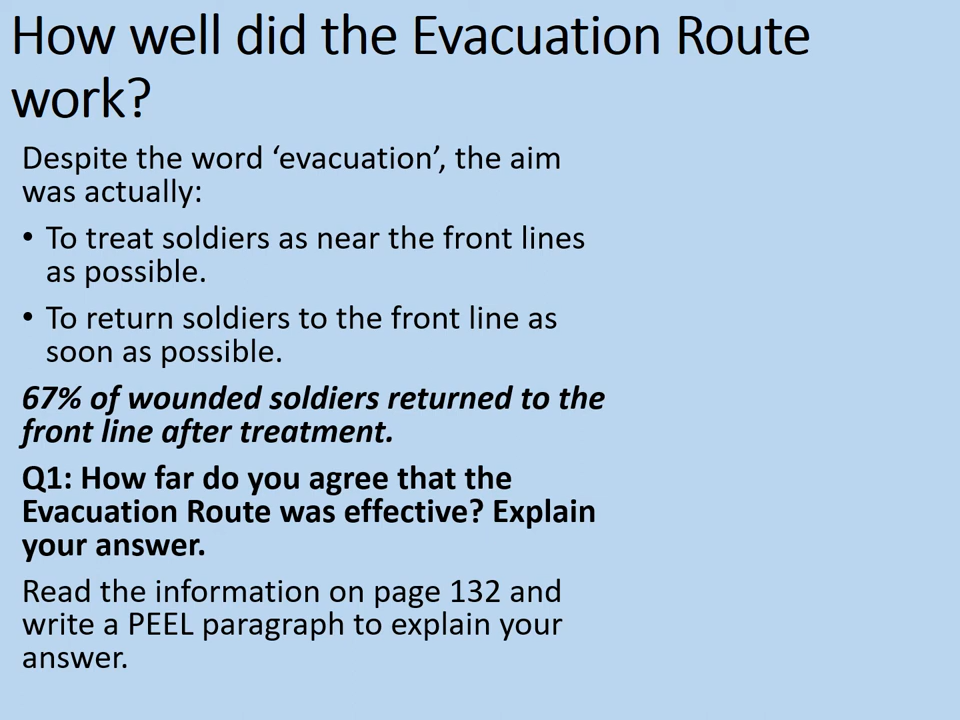 How well did the Evacuation Route
work?
Despite the word ‘evacuation’, the aim
was actually:
• To treat soldiers as near the front lines
as possible.
• To return soldiers to the front line as
soon as possible.
67% of wounded soldiers returned to the
front line after treatment.
Q1: How far do you agree that the
Evacuation Route was effective? Explain
your answer.
Read the information on page 132 and
write a PEEL paragraph to explain your
answer.